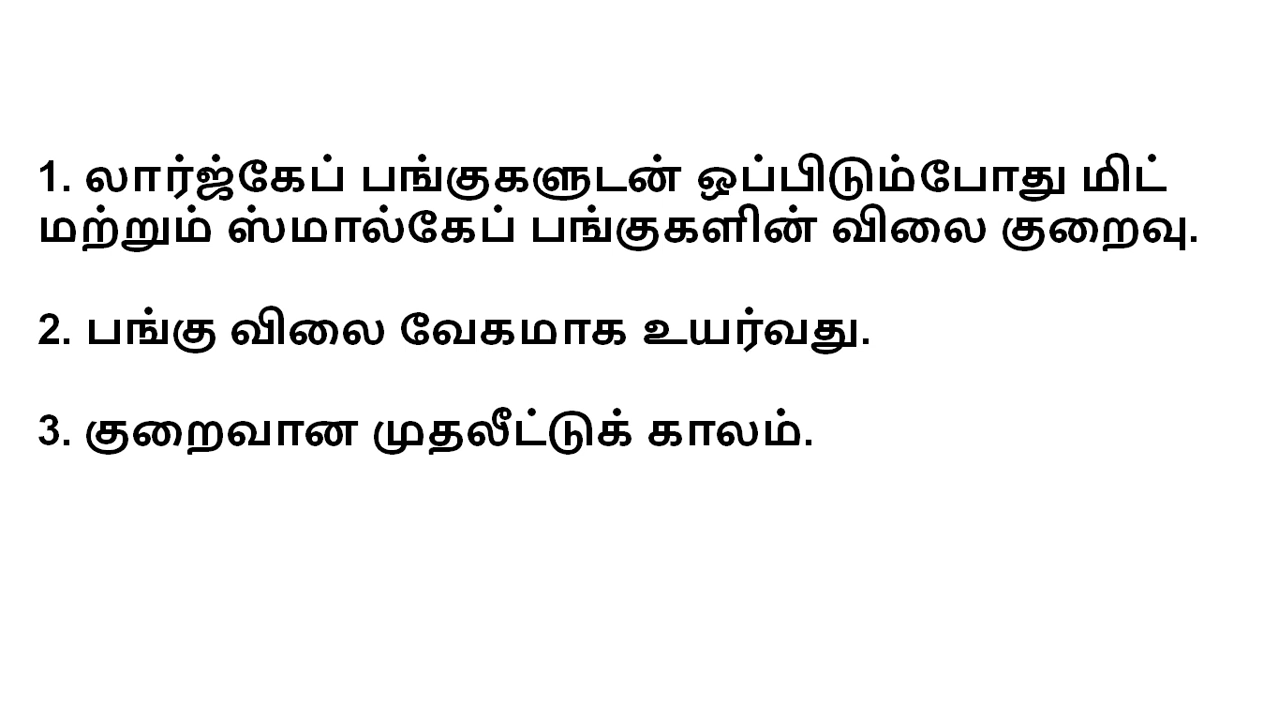 1. லார்ஜ்கேப் பங்குகளுடன் ஒப்பிடும்போது மிட்
மற்றும் ஸ்மால்கேப் பங்குகளின் விலை குறைவு.
2. பங்கு விலை வேகமாக உயர்வது.
3. குறைவான முதலீட்டுக் காலம்.